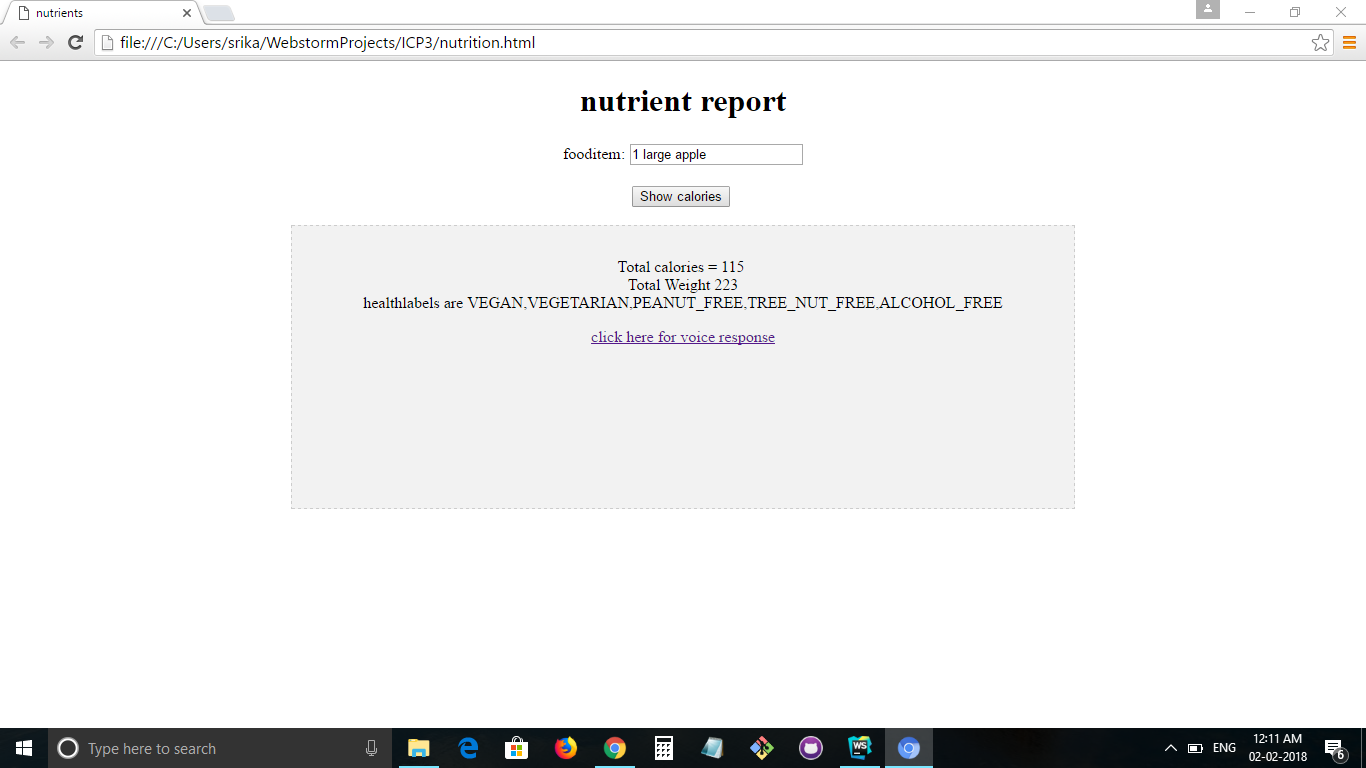 nutrients
file:///C:/Users/srika/WebstormProjects/ICP3/nutrition.html
nutrient report
fooditem: 1 large apple
Show calories
Total calories = 115
Total Weight 223
healthlabels are VEGAN,VEGETARIAN,PEANUT_FREE,TREE_NUT_FREE,ALCOHOL_FREE
click here for voice response
Type here to search
WS
ENG
12:11 AM
02-02-2018
6